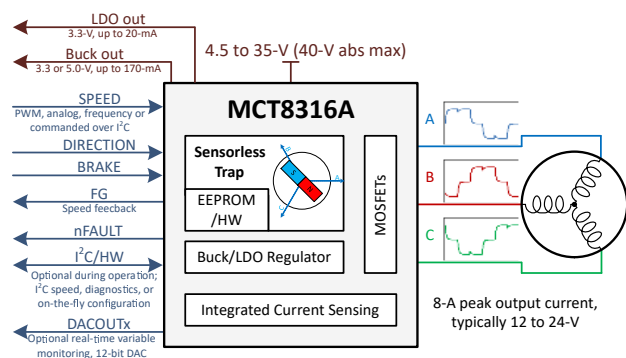 LDO out
3.3-V, up to 20-mA
Buck out
3.3 or 5.0-V, up to 170-mA
4.5 to 35-V (40-V abs max)
SPEED
PWM, analog, frequency or
commanded over I²C
DIRECTION
BRAKE
FG
Speed feecback
nFAULT
I²C/HW
Optional during operation;
I²C speed, diagnostics, or
on-the-fly configuration
DACOUTx
Optional real-time variable
monitoring, 12-bit DAC
MCT8316A
Sensorless
Trap
EEPROM
/HW
B
A
C
S
N
MOSFETs
Buck/LDO Regulator
Integrated Current Sensing
A
B
C
8-A peak output current,
typically 12 to 24-V